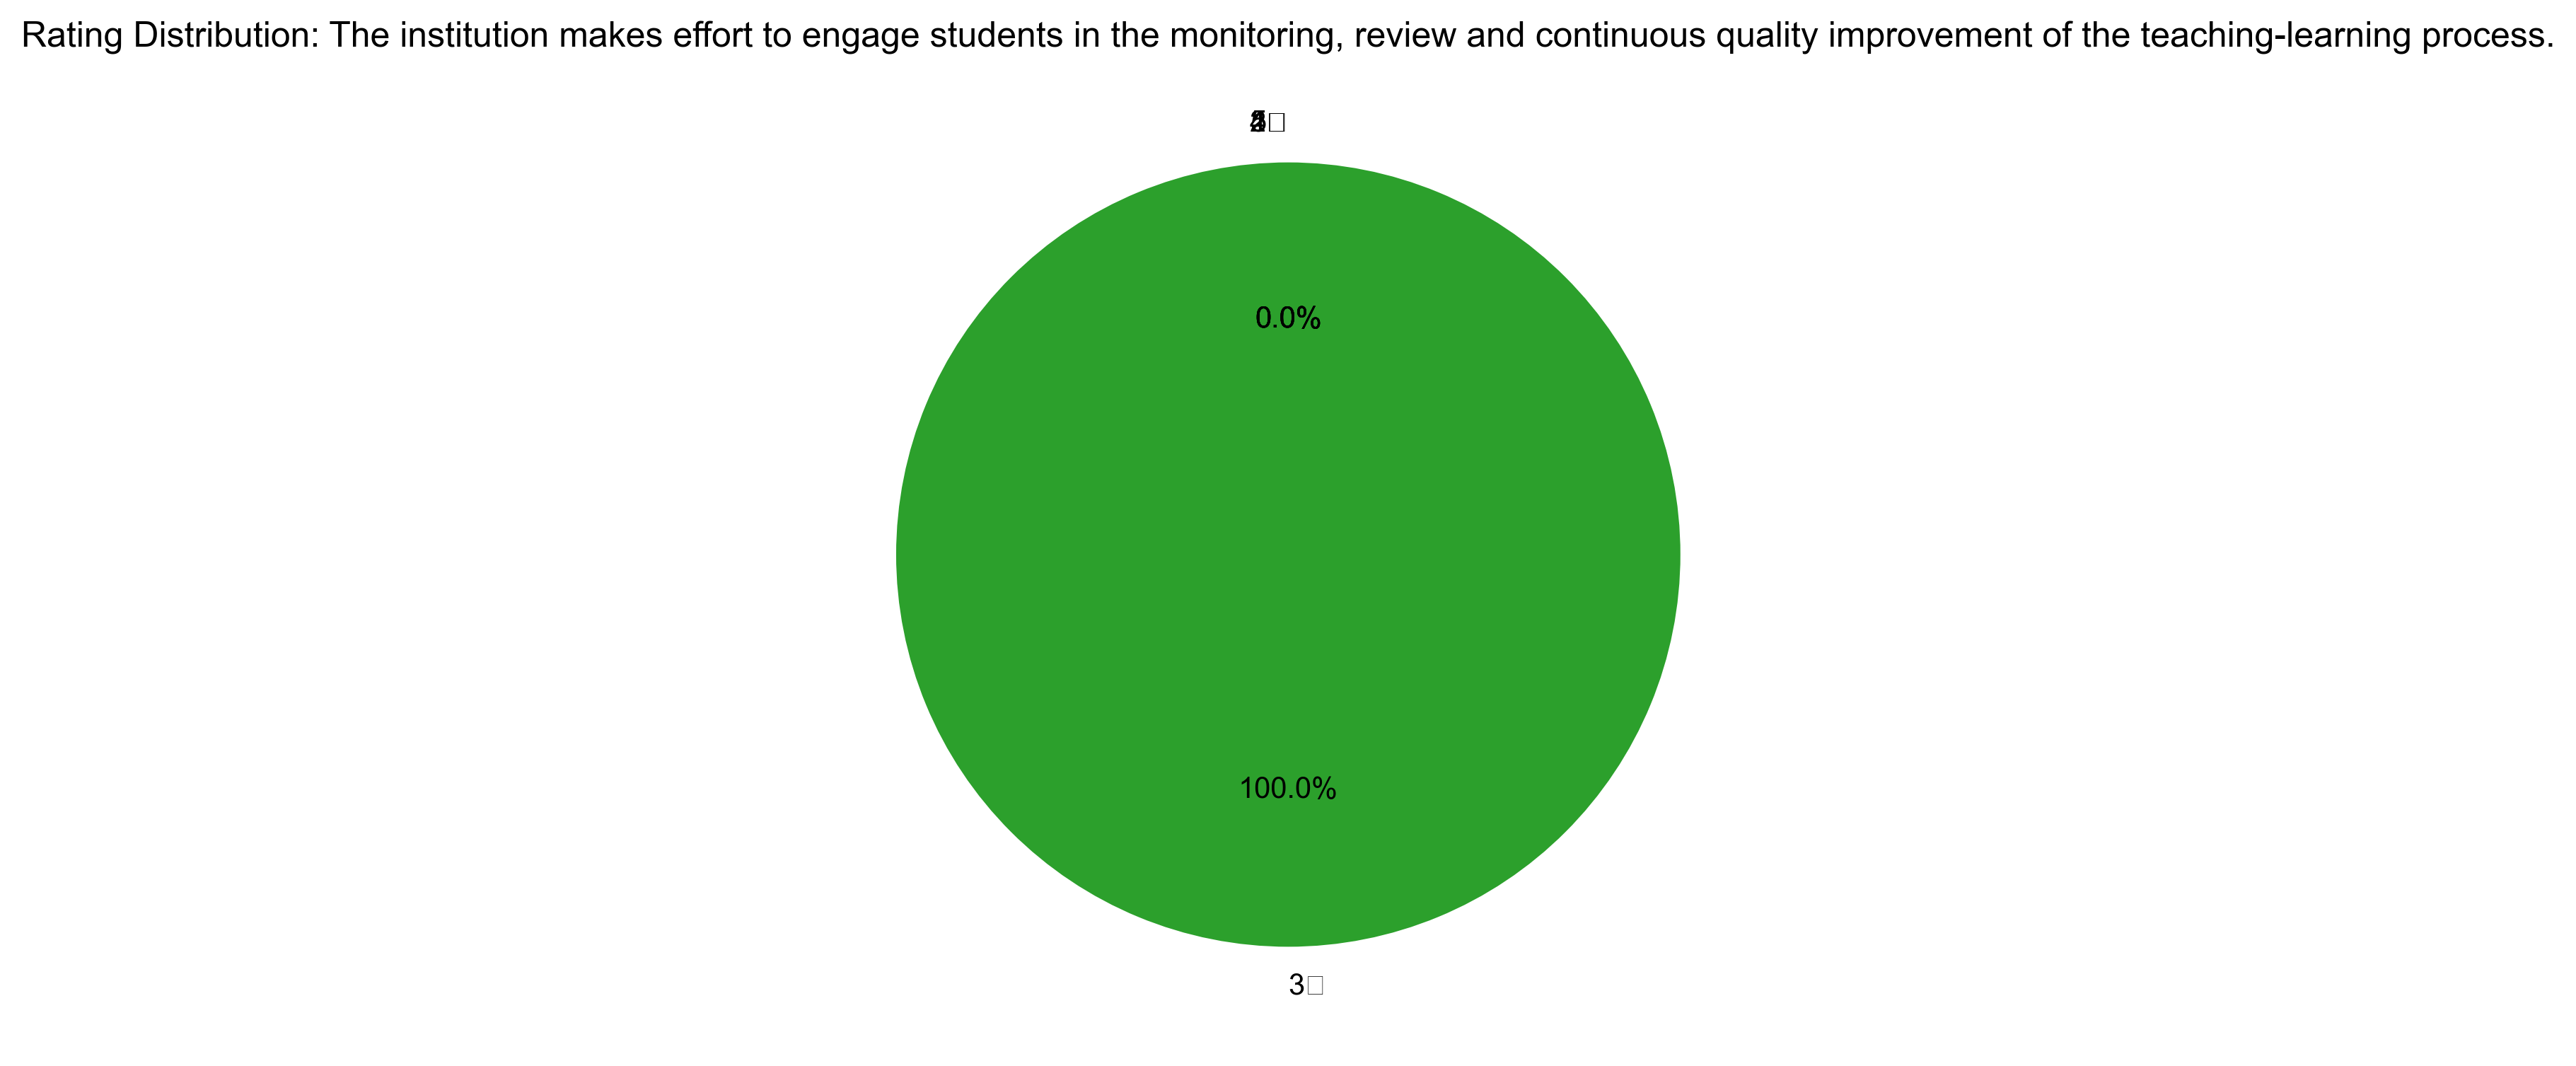 Rating Distribution: The institution makes effort to engage students in the monitoring, review and continuous quality improvement of the teaching-learning process.
0.0%
100.0%
3